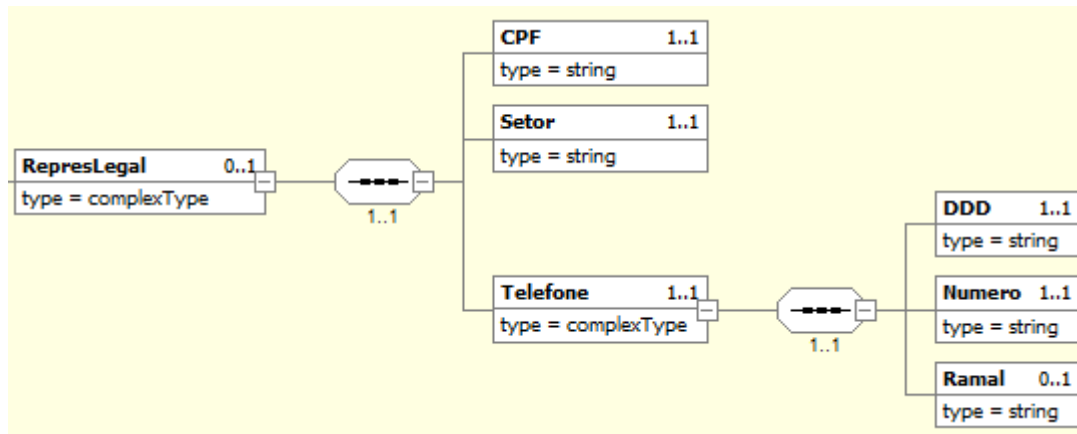 RepresLegal 0..1
type = complexType
1..1
CPF 1..1
type = string
Setor 1..1
type = string
Telefone 1..1
type = complexType
1..1
DDD 1..1
type = string
Numero 1..1
type = string
Ramal 0..1
type = string